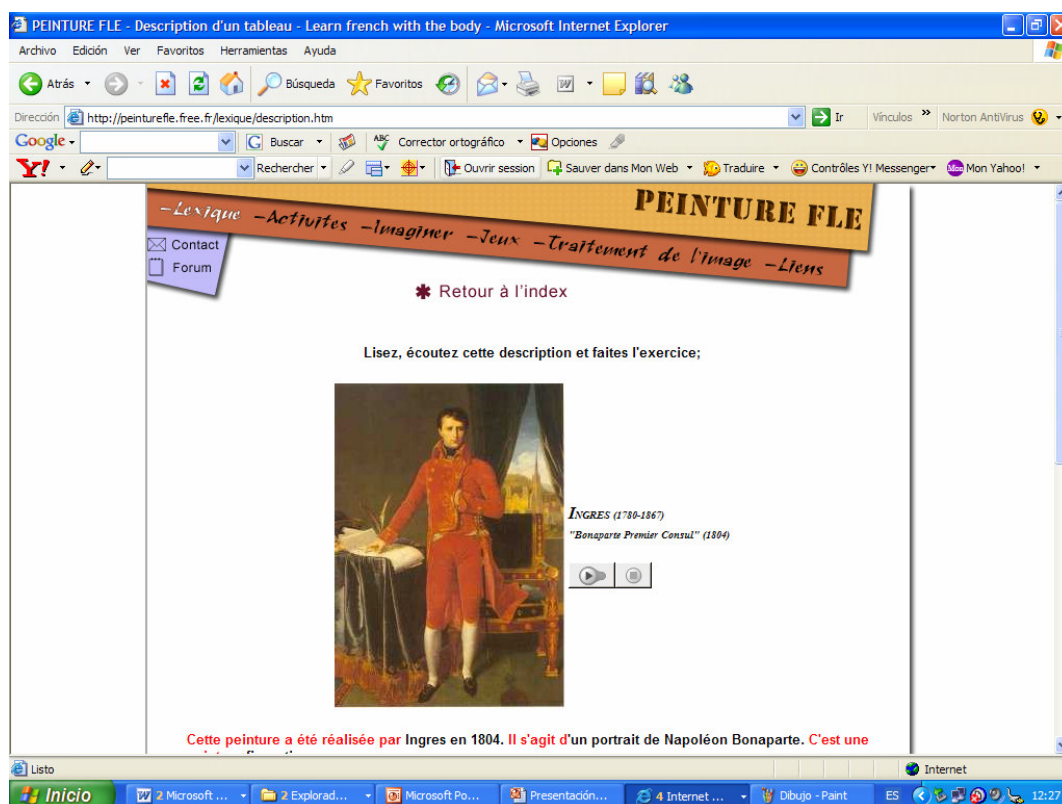 PEINTURE FLE - Description d'un tableau - Learn french with the body - Microsoft Internet Explorer
Archivo Edición Ver Favoritos Herramientas Ayuda
Atrás Búsqueda Favoritos
Dirección http://peinturefle.free.fr/lexique/description.htm Ir Vínculos » Norton AntiVirus
Google Buscar ABC Corrector ortográfico Opciones
Y! Rechercher Ouvrir session Sauver dans Mon Web Traduire Contrôles Y! Messenger Mon Yahoo!
PEINTURE FLE
-Lexique -Activites -Imaginer -Jeux -Traitement de l'image -Liens
Contact
Forum
✱ Retour à l'index
Lisez, écoutez cette description et faites l'exercice;
INGRES (1780-1867)
"Bonaparte Premier Consul" (1804)
Cette peinture a été réalisée par Ingres en 1804. Il s'agit d'un portrait de Napoléon Bonaparte. C'est une
Listo Internet
Inicio 2 Microsoft ... 2 Explorad... Microsoft Po... Presentación... 4 Internet ... Dibujo - Paint ES 12:27